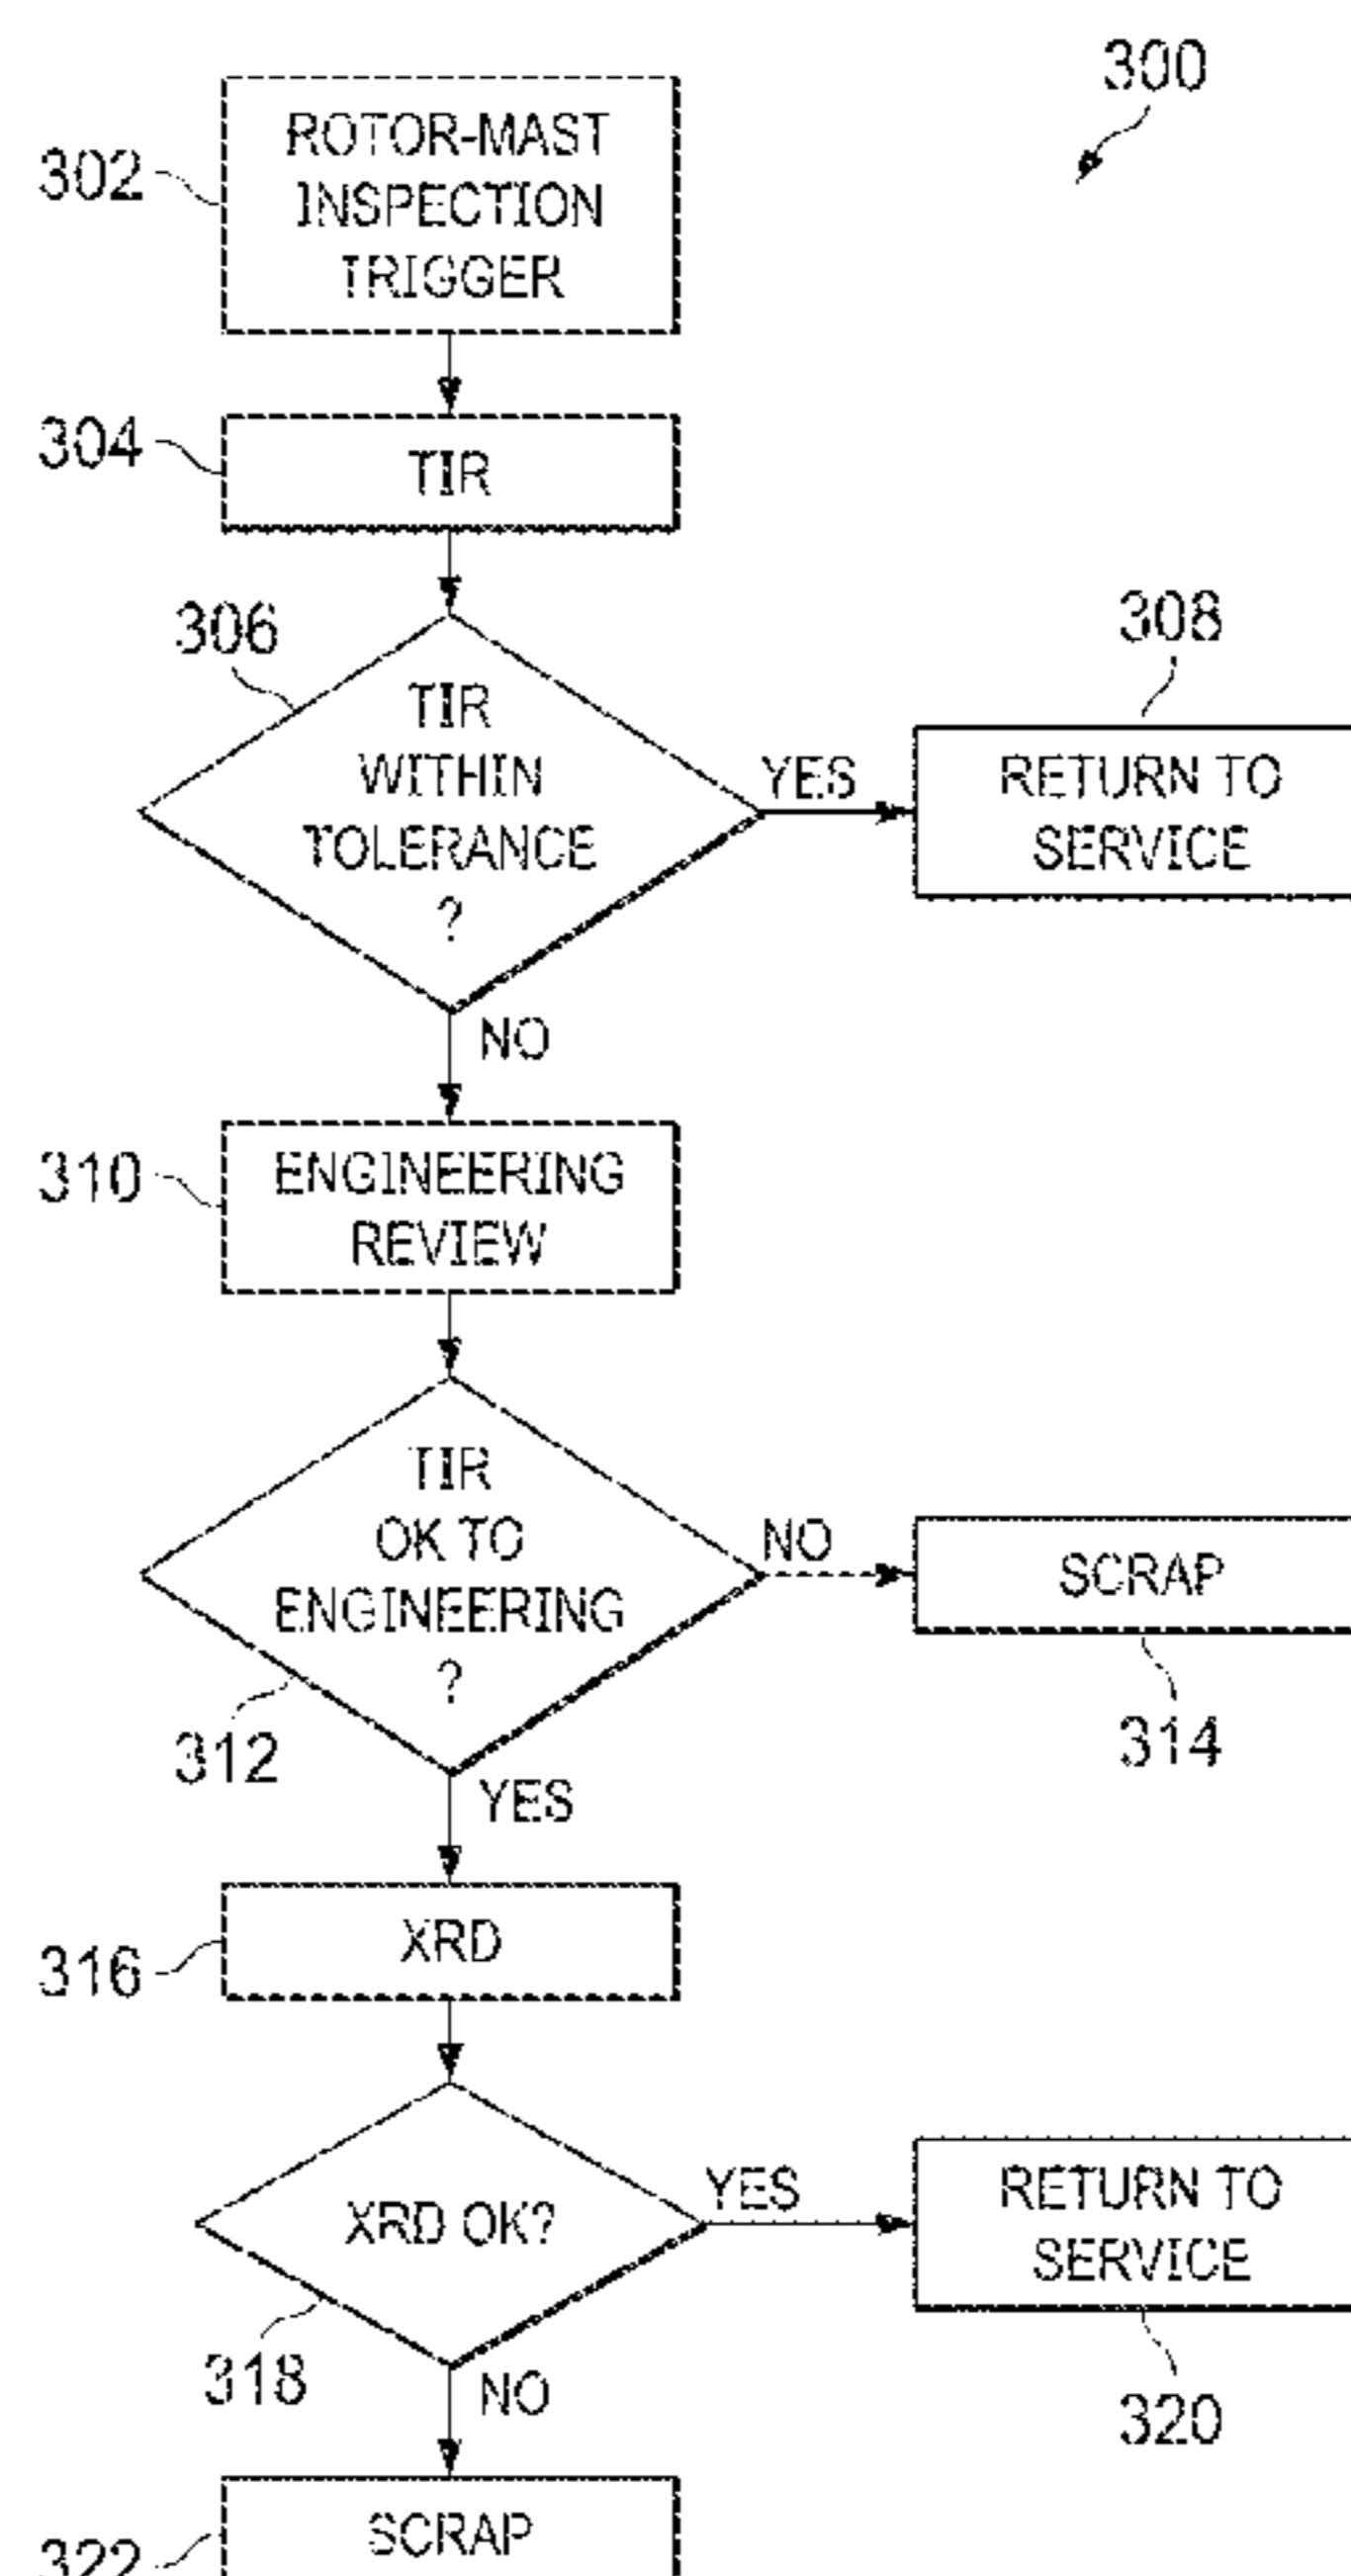 300
302
ROTOR-MAST
INSPECTION
TRIGGER
304
TIR
306
TIR
WITHIN
TOLERANCE
?
YES
308
RETURN TO
SERVICE
NO
310
ENGINEERING
REVIEW
TIR
OK TO
ENGINEERING
?
312
NO
SCRAP
314
YES
316
XRD
XRD OK?
318
YES
RETURN TO
SERVICE
320
NO
322
SCRAP